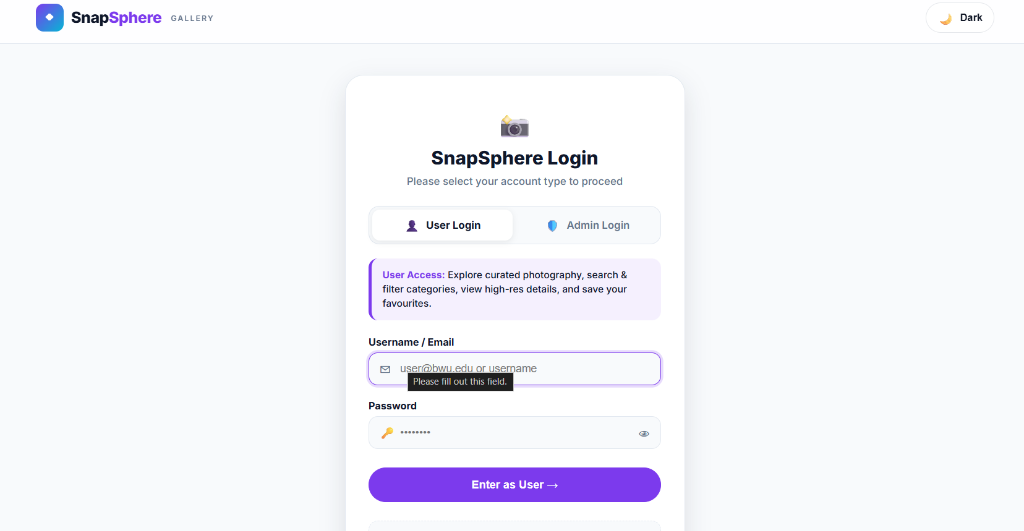 SnapSphere GALLERY
Dark
SnapSphere Login
Please select your account type to proceed
User Login
Admin Login
User Access: Explore curated photography, search &
filter categories, view high-res details, and save your
favourites.
Username / Email
user@bwu.edu or username
Please fill out this field.
Password
••••••••
Enter as User →